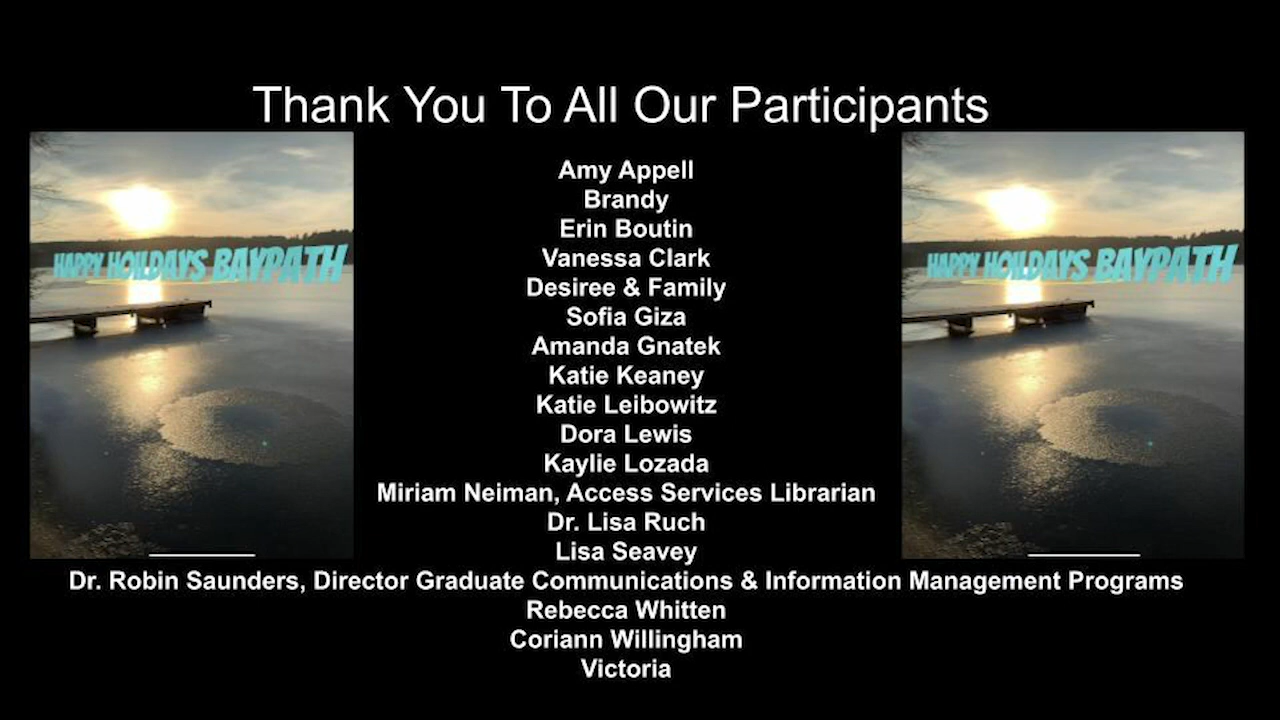 Thank You To All Our Participants
HAPPY HOILDAYS BAYPATH
HAPPY HOILDAYS BAYPATH
Amy Appell
Brandy
Erin Boutin
Vanessa Clark
Desiree & Family
Sofia Giza
Amanda Gnatek
Katie Keaney
Katie Leibowitz
Dora Lewis
Kaylie Lozada
Miriam Neiman, Access Services Librarian
Dr. Lisa Ruch
Lisa Seavey
Dr. Robin Saunders, Director Graduate Communications & Information Management Programs
Rebecca Whitten
Coriann Willingham
Victoria